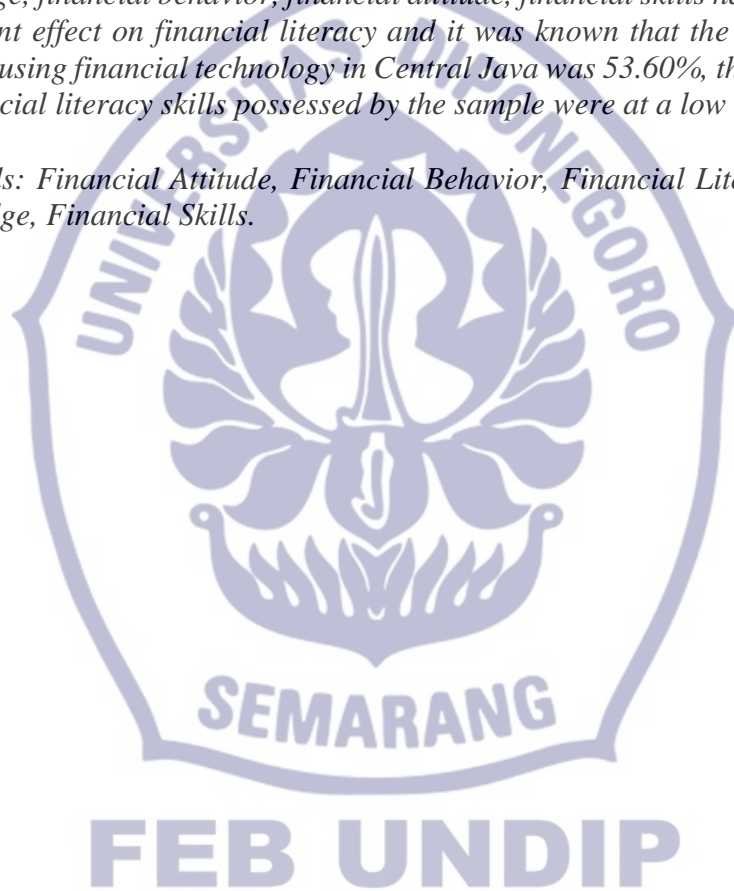 ge, financial behavior, financial attitude, financial skills ha
nt effect on financial literacy and it was known that the
using financial technology in Central Java was 53.60%, th
cial literacy skills possessed by the sample were at a low
ls: Financial Attitude, Financial Behavior, Financial Lite
ge, Financial Skills.
UNIVERSITAS DIPONEGORO
SEMARANG
FEB UNDIP